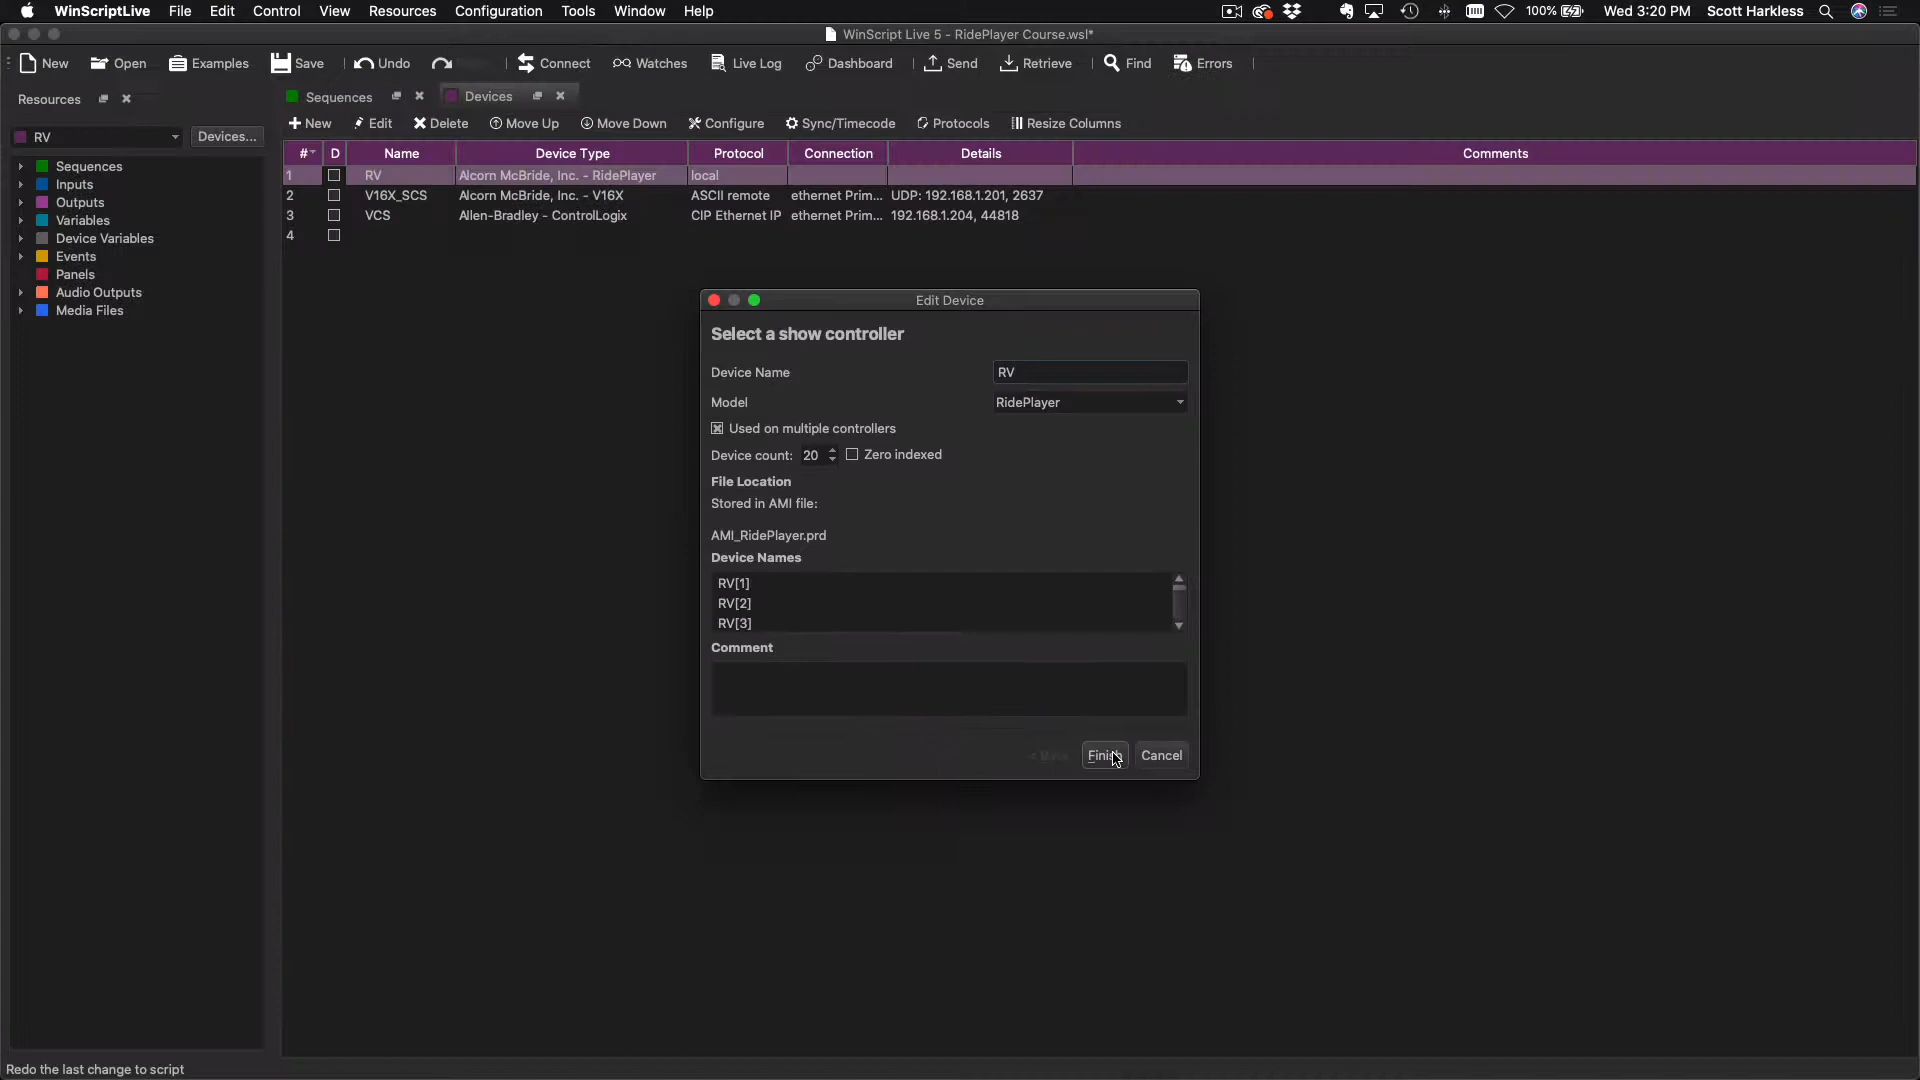 WinScriptLive File Edit Control View Resources Configuration Tools Window Help 100% Wed 3:20 PM Scott Harkless
WinScript Live 5 - RidePlayer Course.wsl*
New Open Examples Save Undo Connect Watches Live Log Dashboard Send Retrieve Find Errors
Resources
Sequences Devices
RV Devices...
New Edit Delete Move Up Move Down Configure Sync/Timecode Protocols Resize Columns
# D Name Device Type Protocol Connection Details Comments
1 RV Alcorn McBride, Inc. - RidePlayer local
2 V16X_SCS Alcorn McBride, Inc. - V16X ASCII remote ethernet Prim... UDP: 192.168.1.201, 2637
3 VCS Allen-Bradley - ControlLogix CIP Ethernet IP ethernet Prim... 192.168.1.204, 44818
4
Sequences
Inputs
Outputs
Variables
Device Variables
Events
Panels
Audio Outputs
Media Files
Edit Device
Select a show controller
Device Name RV
Model RidePlayer
Used on multiple controllers
Device count: 20 Zero indexed
File Location
Stored in AMI file:
AMI_RidePlayer.prd
Device Names
RV[1]
RV[2]
RV[3]
Comment
Finish Cancel
Redo the last change to script